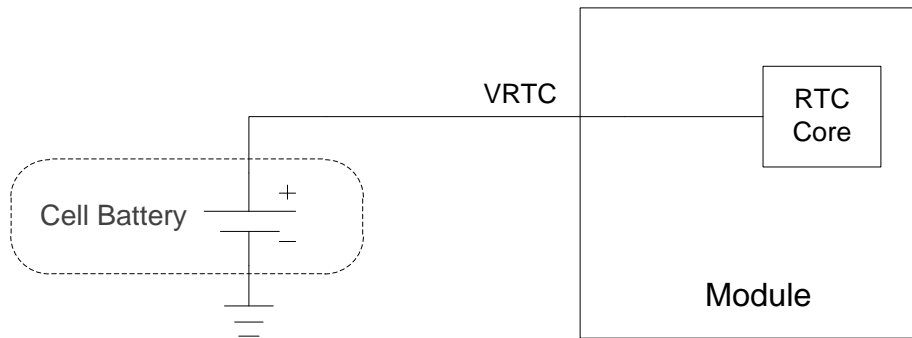 VRTC
RTC
Core
+
Cell Battery
−
Module